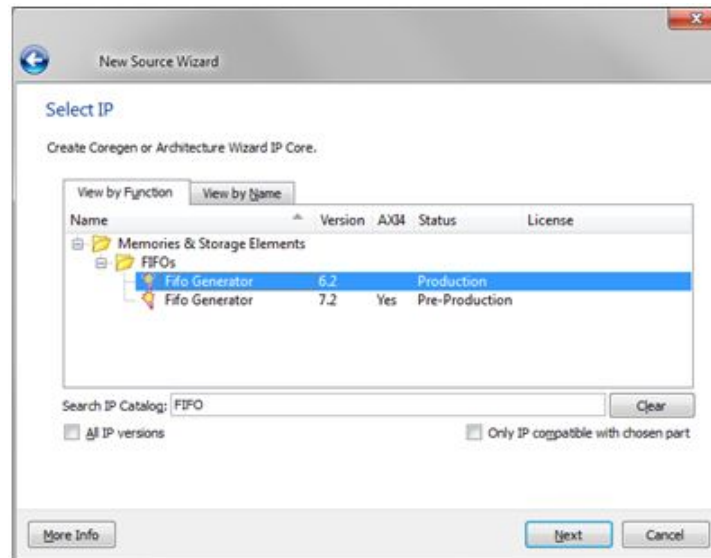 New Source Wizard
Select IP
Create Coregen or Architecture Wizard IP Core.
View by Function View by Name
Name Version AXI4 Status License
Memories & Storage Elements
FIFOs
Fifo Generator 6.2 Production
Fifo Generator 7.2 Yes Pre-Production
Search IP Catalog: FIFO Clear
All IP versions Only IP compatible with chosen part
More Info Next Cancel